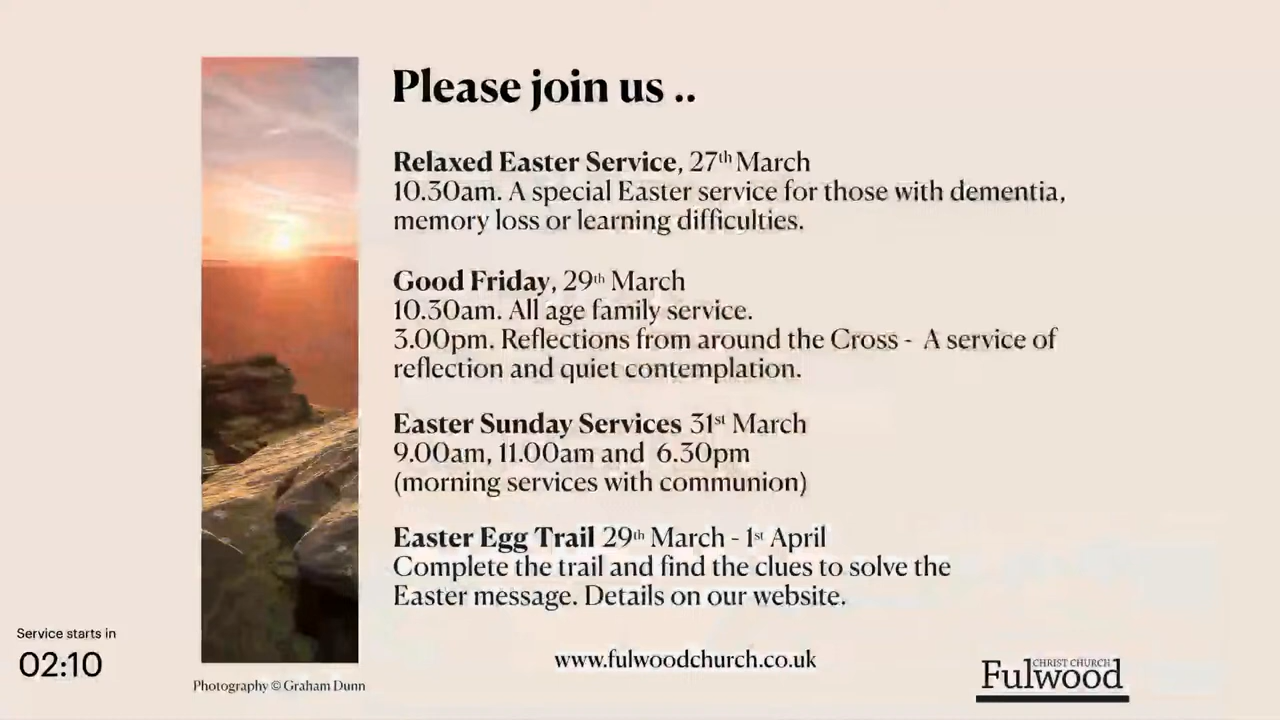 Please join us ..
Relaxed Easter Service, 27th March
10.30am. A special Easter service for those with dementia,
memory loss or learning difficulties.
Good Friday, 29th March
10.30am. All age family service.
3.00pm. Reflections from around the Cross - A service of
reflection and quiet contemplation.
Easter Sunday Services 31st March
9.00am, 11.00am and 6.30pm
(morning services with communion)
Easter Egg Trail 29th March - 1st April
Complete the trail and find the clues to solve the
Easter message. Details on our website.
Service starts in
02:10
www.fulwoodchurch.co.uk
Photography © Graham Dunn
CHRIST CHURCH
Fulwood